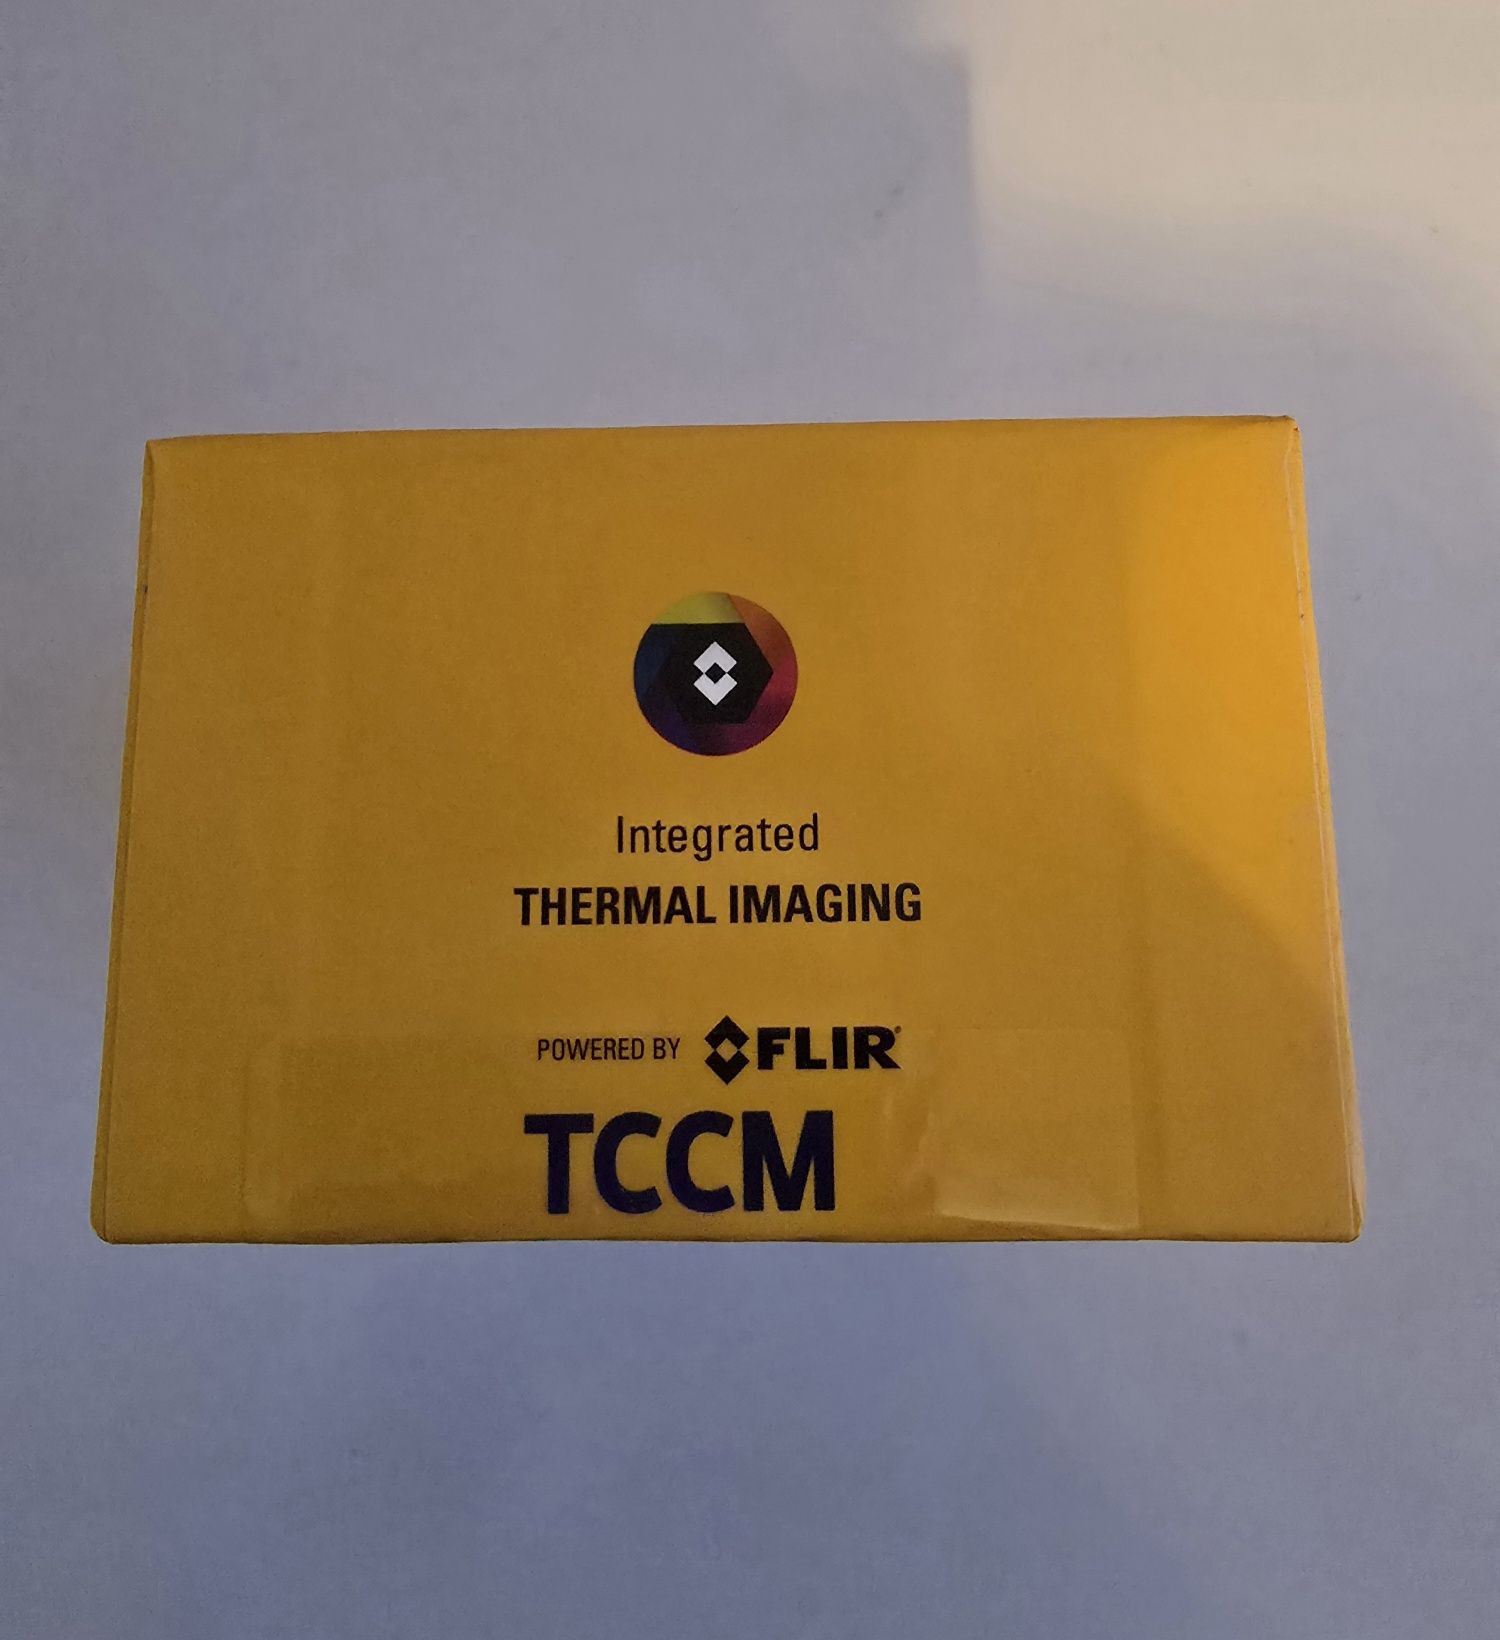 Integrated
THERMAL IMAGING
POWERED BY FLIR®
TCCM